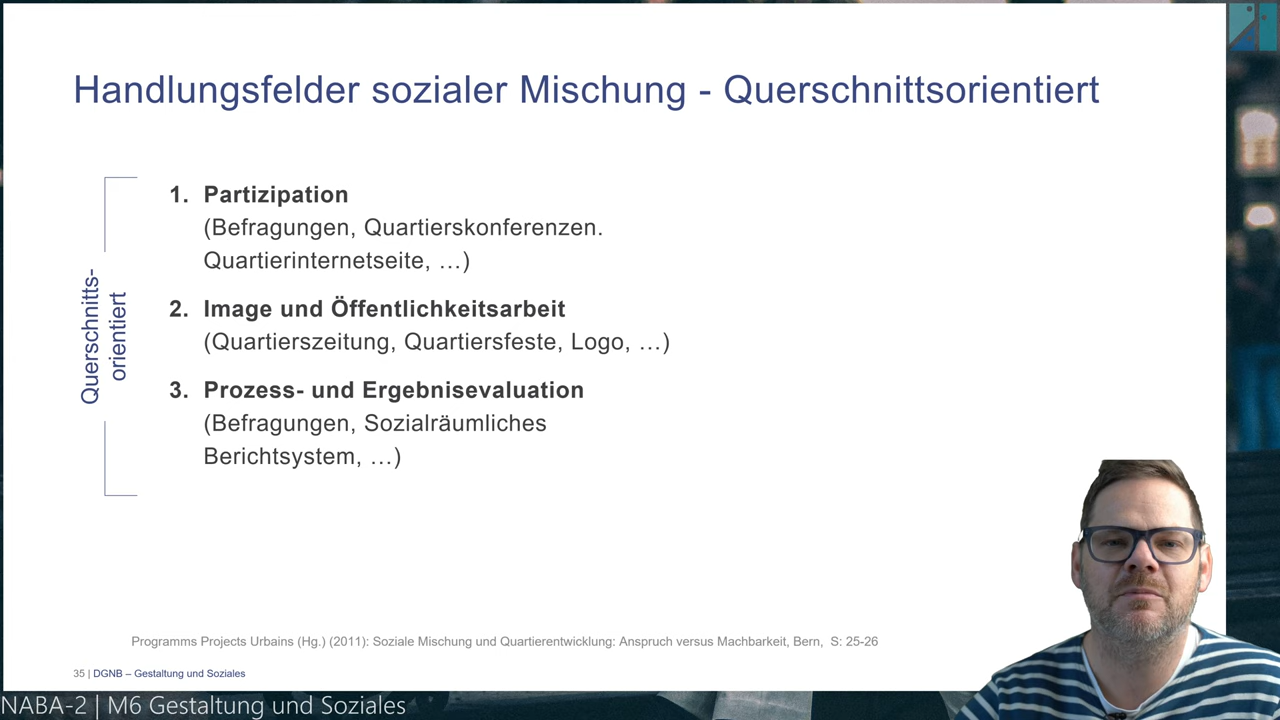 Handlungsfelder sozialer Mischung - Querschnittsorientiert
Querschnitts-
orientiert
1. Partizipation
(Befragungen, Quartierskonferenzen.
Quartierinternetseite, …)
2. Image und Öffentlichkeitsarbeit
(Quartierszeitung, Quartiersfeste, Logo, …)
3. Prozess- und Ergebnisevaluation
(Befragungen, Sozialräumliches
Berichtsystem, …)
Programms Projects Urbains (Hg.) (2011): Soziale Mischung und Quartierentwicklung: Anspruch versus Machbarkeit, Bern, S: 25-26
35 | DGNB – Gestaltung und Soziales
NABA-2 | M6 Gestaltung und Soziales